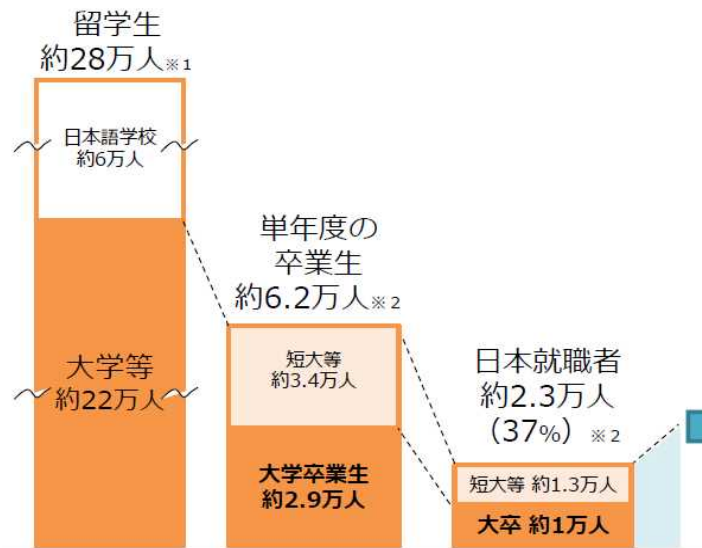 留学生
約28万人※1
日本語学校
約6万人
大学等
約22万人
単年度の
卒業生
約6.2万人※2
短大等
約3.4万人
大学卒業生
約2.9万人
日本就職者
約2.3万人
（37%）※2
短大等 約1.3万人
大卒 約1万人